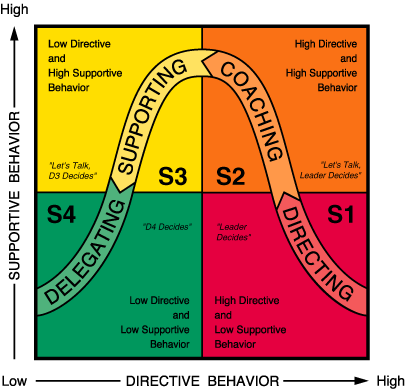 High
Low Directive
and
High Supportive
Behavior
High Directive
and
High Supportive
Behavior
SUPPORTING
COACHING
"Let's Talk,
D3 Decides"
S3
S2
"Let's Talk,
Leader Decides"
SUPPORTIVE BEHAVIOR
S4
"D4 Decides"
"Leader
Decides"
S1
DELEGATING
DIRECTING
Low Directive
and
Low Supportive
Behavior
High Directive
and
Low Supportive
Behavior
Low
DIRECTIVE BEHAVIOR
High